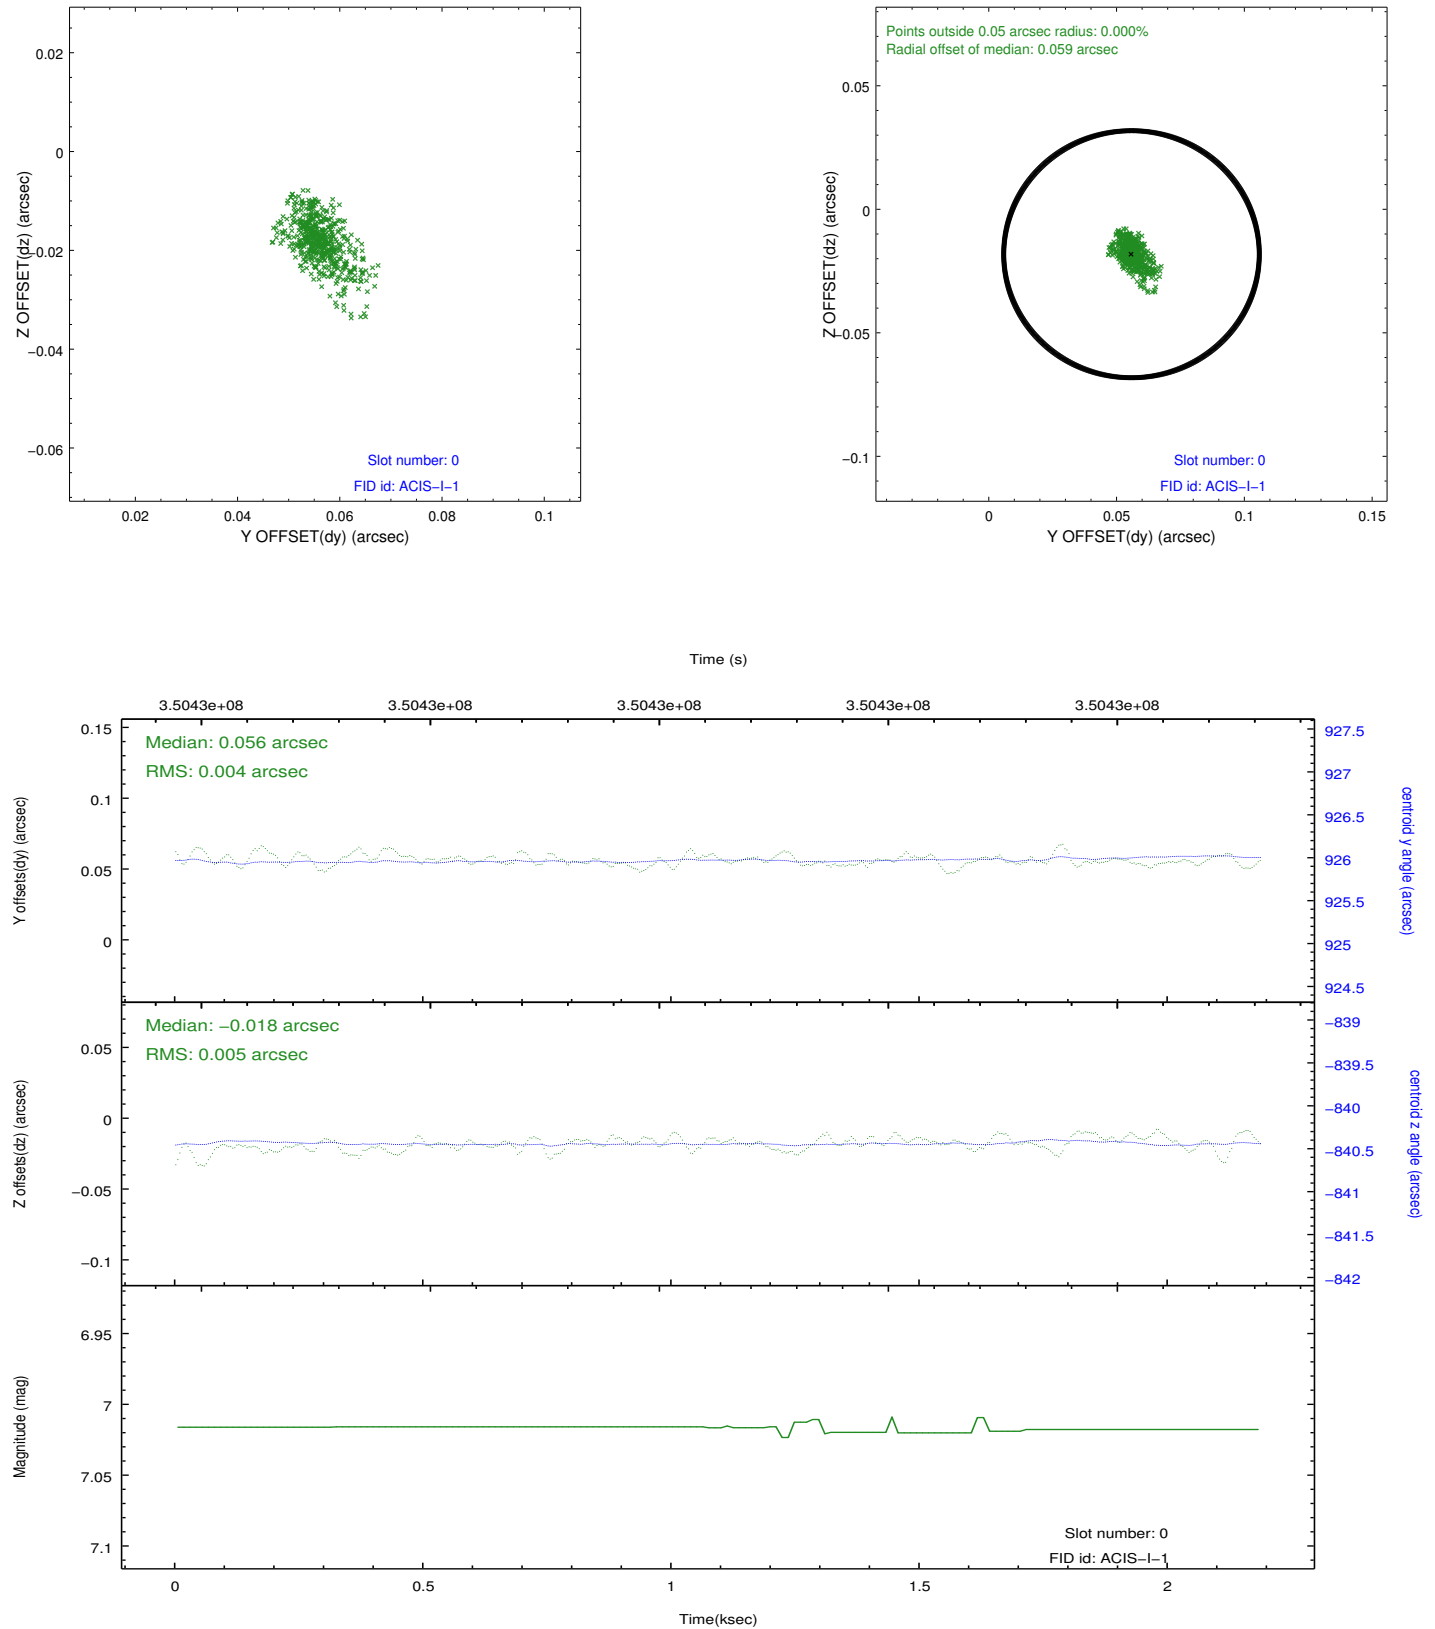 0.02
0
−0.02
−0.04
−0.06
Z OFFSET(dz) (arcsec)
Slot number: 0
FID id: ACIS−I−1
0.02 0.04 0.06 0.08 0.1
Y OFFSET(dy) (arcsec)
Points outside 0.05 arcsec radius: 0.000%
Radial offset of median: 0.059 arcsec
0.05
0
−0.05
−0.1
Z OFFSET(dz) (arcsec)
Slot number: 0
FID id: ACIS−I−1
0 0.05 0.1 0.15
Y OFFSET(dy) (arcsec)
Time (s)
3.5043e+08 3.5043e+08 3.5043e+08 3.5043e+08 3.5043e+08
Median: 0.056 arcsec
RMS: 0.004 arcsec
0.15
0.1
0.05
0
Y offsets(dy) (arcsec)
927.5
927
926.5
926
925.5
925
924.5
centroid y angle (arcsec)
Median: −0.018 arcsec
RMS: 0.005 arcsec
0.05
0
−0.05
−0.1
Z offsets(dz) (arcsec)
−839
−839.5
−840
−840.5
−841
−841.5
−842
centroid z angle (arcsec)
6.95
7
7.05
7.1
Magnitude (mag)
Slot number: 0
FID id: ACIS−I−1
0 0.5 1 1.5 2
Time(ksec)